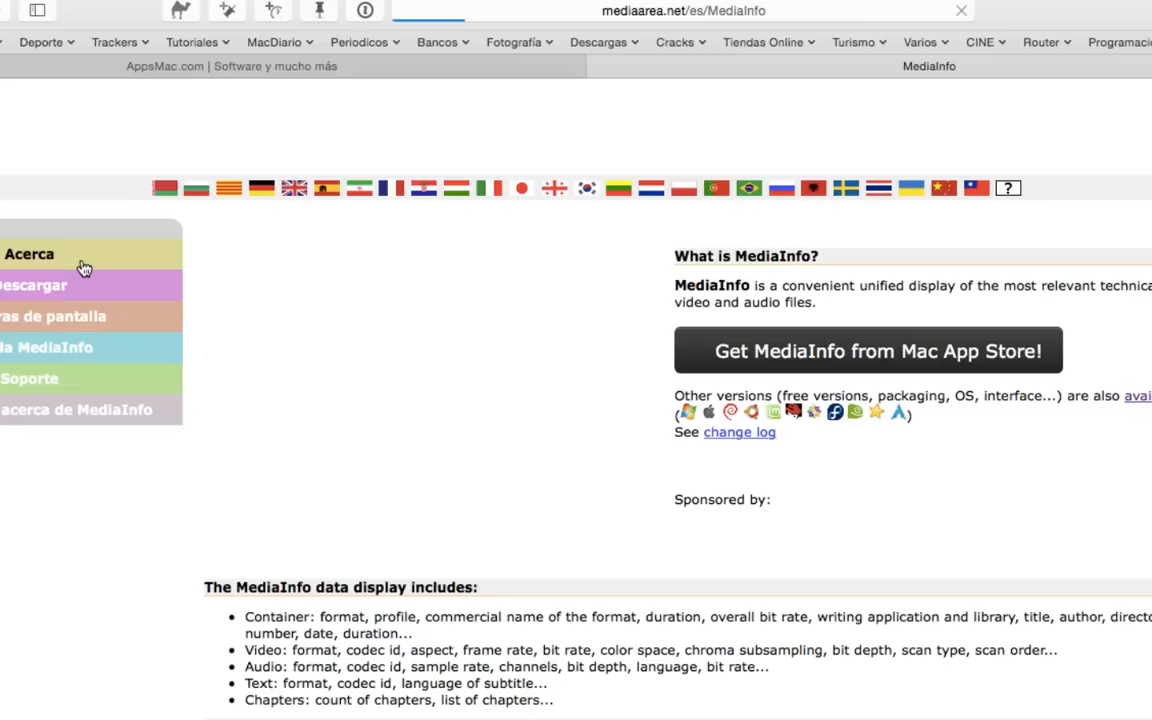 mediaarea.net/es/MediaInfo
Deporte Trackers Tutoriales MacDiario Periodicos Bancos Fotografía Descargas Cracks Tiendas Online Turismo Varios CINE Router Programaci
AppsMac.com | Software y mucho más MediaInfo
?
Acerca
Descargar
ras de pantalla
la MediaInfo
Soporte
acerca de MediaInfo
What is MediaInfo?
MediaInfo is a convenient unified display of the most relevant technica
video and audio files.
Get MediaInfo from Mac App Store!
Other versions (free versions, packaging, OS, interface...) are also avai
( )
See change log
Sponsored by:
The MediaInfo data display includes:
• Container: format, profile, commercial name of the format, duration, overall bit rate, writing application and library, title, author, directo
number, date, duration...
• Video: format, codec id, aspect, frame rate, bit rate, color space, chroma subsampling, bit depth, scan type, scan order...
• Audio: format, codec id, sample rate, channels, bit depth, language, bit rate...
• Text: format, codec id, language of subtitle...
• Chapters: count of chapters, list of chapters...